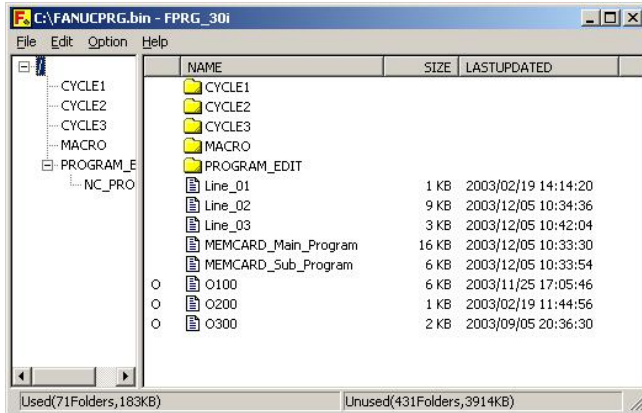 C:\FANUCPRG.bin - FPRG_30i
File Edit Option Help
/
CYCLE1
CYCLE2
CYCLE3
MACRO
PROGRAM_E
NC_PRO
NAME SIZE LASTUPDATED
CYCLE1
CYCLE2
CYCLE3
MACRO
PROGRAM_EDIT
Line_01 1 KB 2003/02/19 14:14:20
Line_02 9 KB 2003/12/05 10:34:36
Line_03 3 KB 2003/12/05 10:42:04
MEMCARD_Main_Program 16 KB 2003/12/05 10:33:30
MEMCARD_Sub_Program 6 KB 2003/12/05 10:33:54
O O100 6 KB 2003/11/25 17:05:46
O O200 1 KB 2003/02/19 11:44:56
O O300 2 KB 2003/09/05 20:36:30
Used(71Folders,183KB) Unused(431Folders,3914KB)